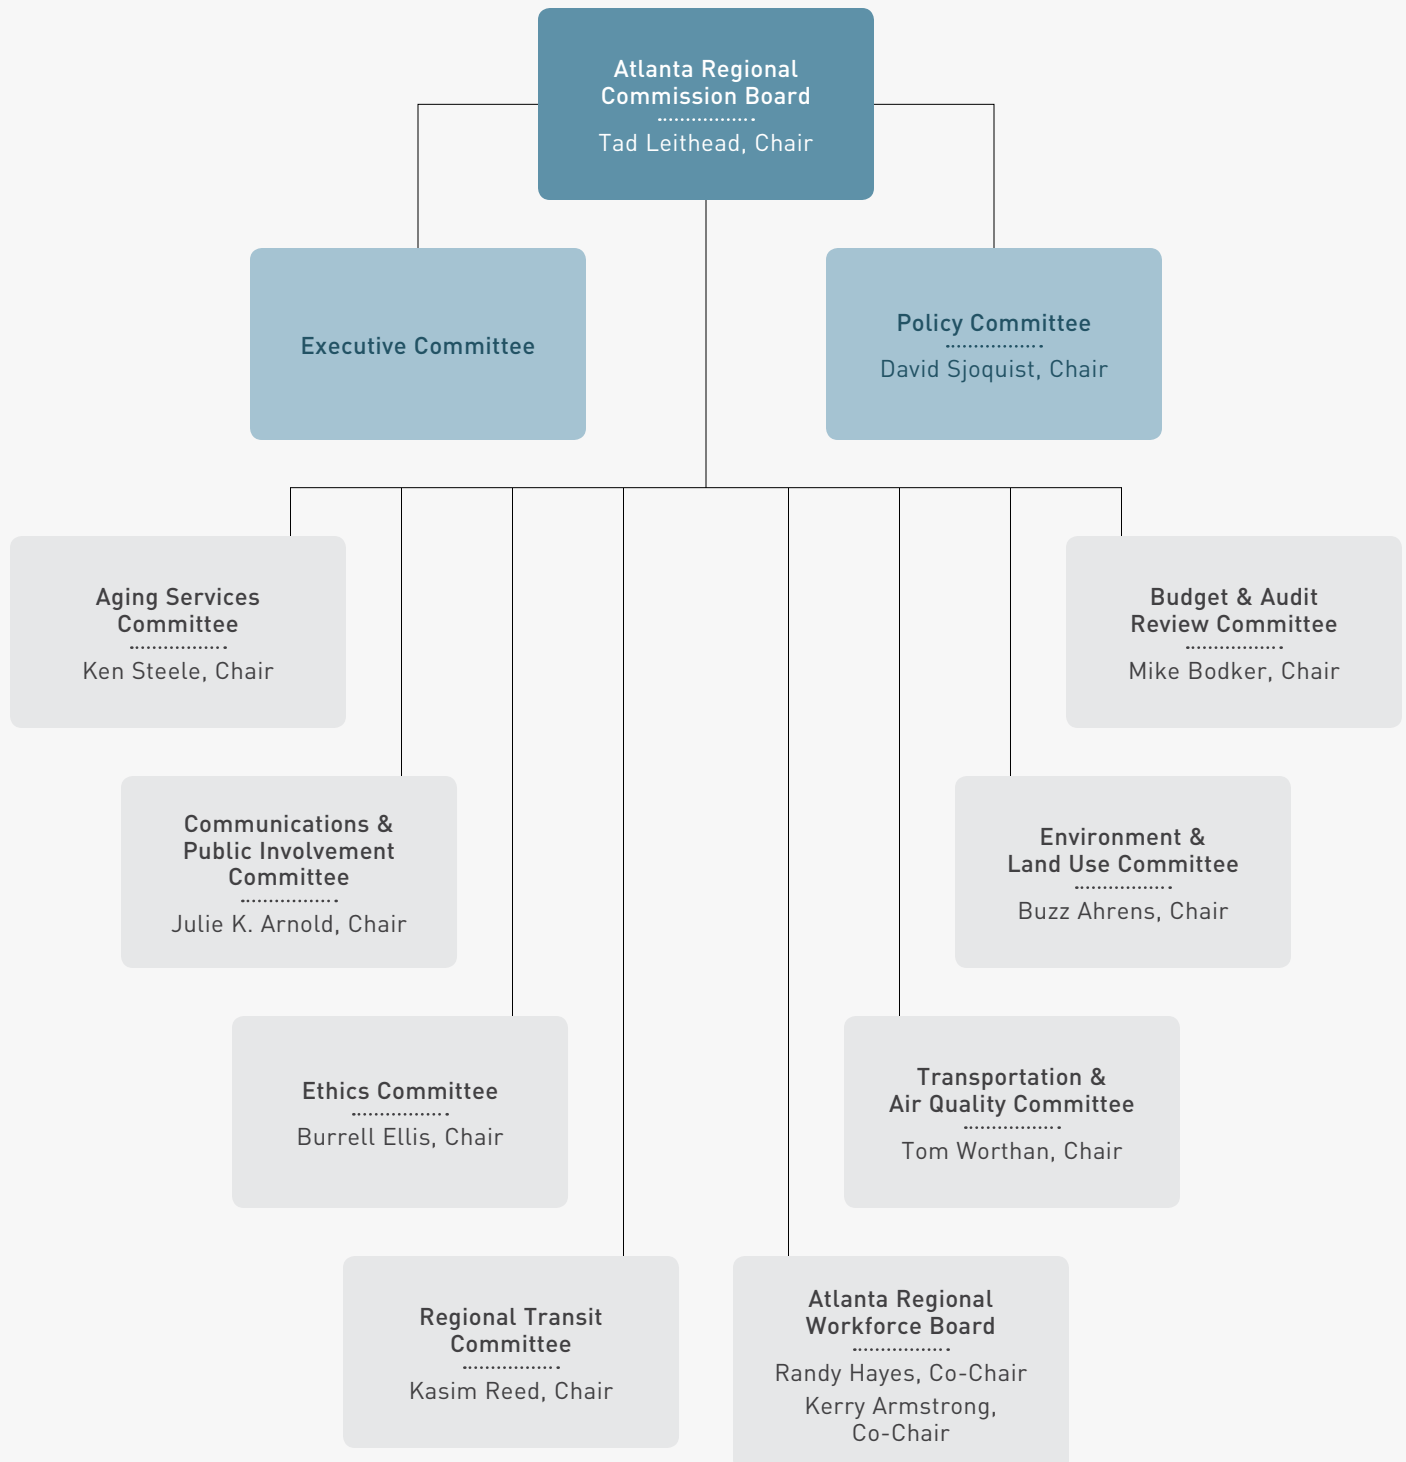 Atlanta Regional
Commission Board
Tad Leithead, Chair
Executive Committee
Policy Committee
David Sjoquist, Chair
Aging Services
Committee
Ken Steele, Chair
Budget & Audit
Review Committee
Mike Bodker, Chair
Communications &
Public Involvement
Committee
Julie K. Arnold, Chair
Environment &
Land Use Committee
Buzz Ahrens, Chair
Ethics Committee
Burrell Ellis, Chair
Transportation &
Air Quality Committee
Tom Worthan, Chair
Regional Transit
Committee
Kasim Reed, Chair
Atlanta Regional
Workforce Board
Randy Hayes, Co-Chair
Kerry Armstrong,
Co-Chair